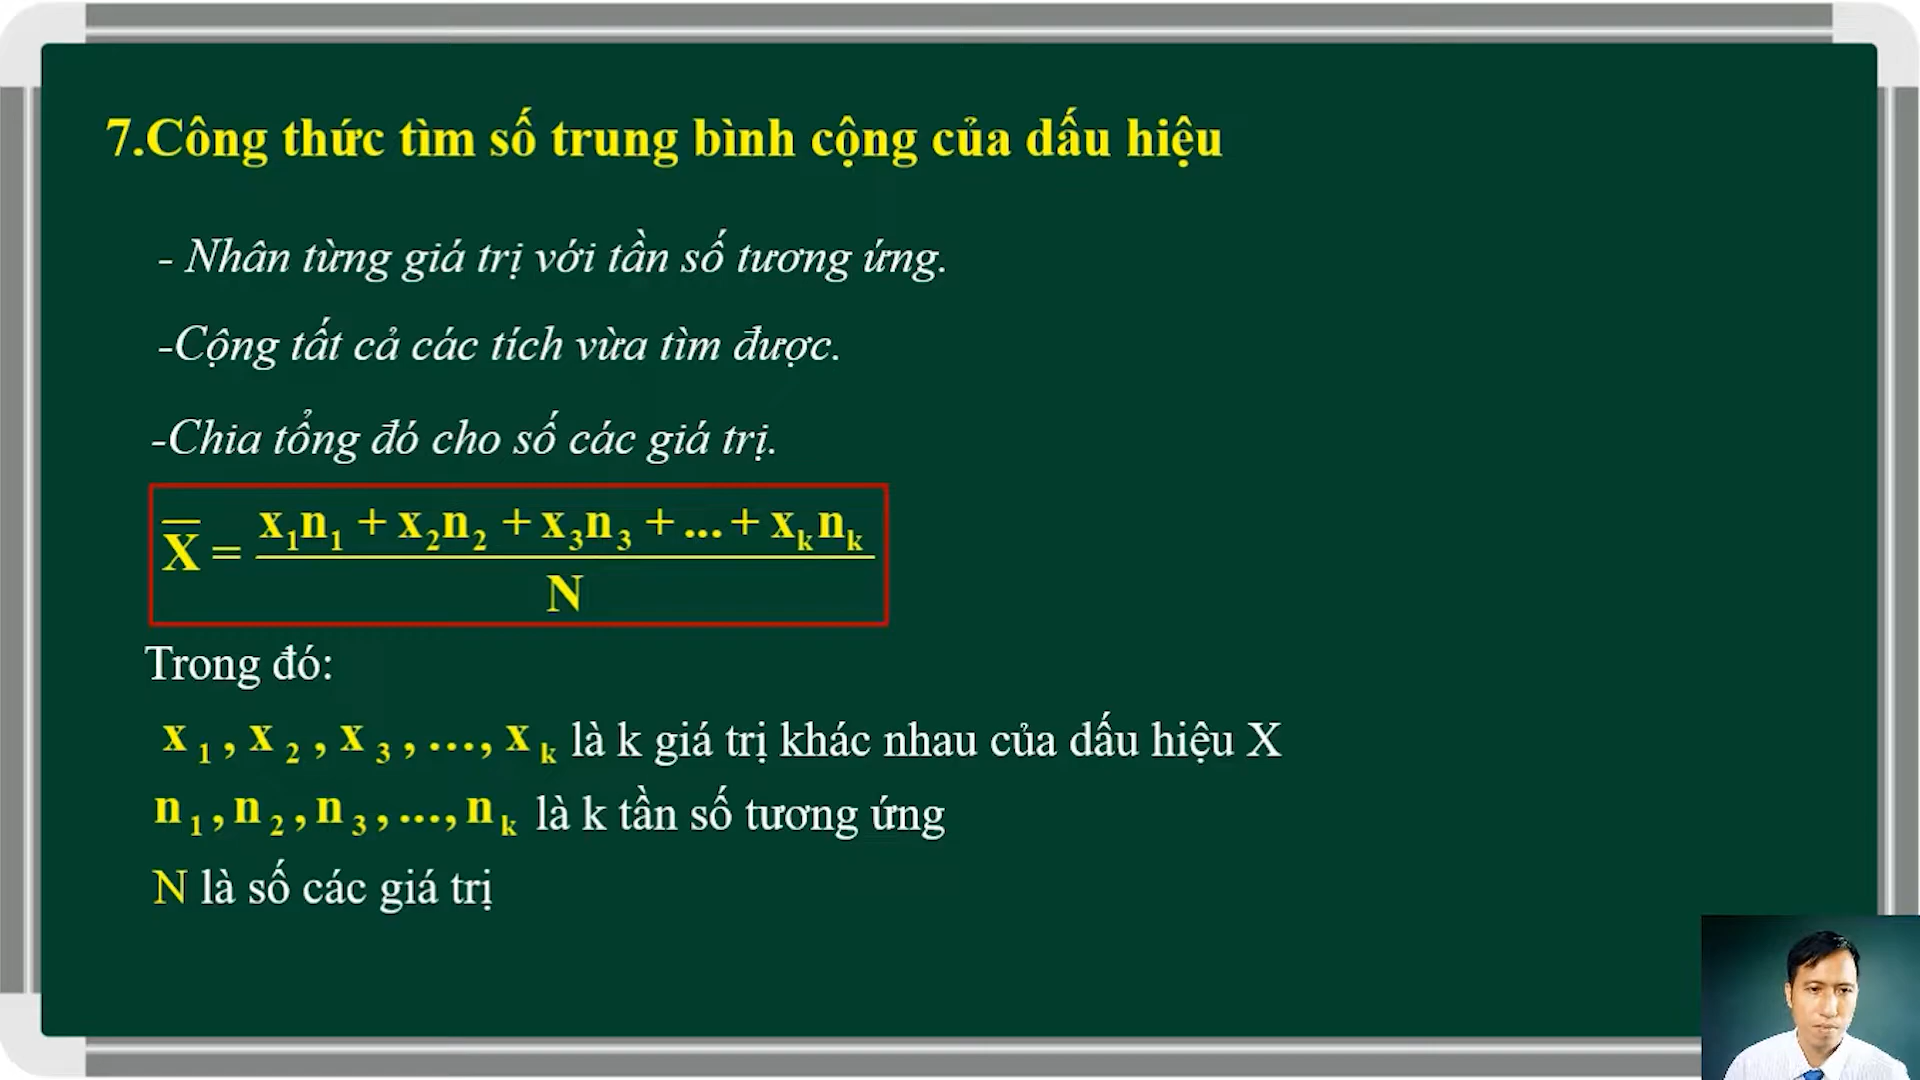 7.Công thức tìm số trung bình cộng của dấu hiệu
- Nhân từng giá trị với tần số tương ứng.
-Cộng tất cả các tích vừa tìm được.
-Chia tổng đó cho số các giá trị.
X̅ = (x₁n₁ + x₂n₂ + x₃n₃ + ... + xₖnₖ) / N
Trong đó:
x₁, x₂, x₃, ..., xₖ là k giá trị khác nhau của dấu hiệu X
n₁, n₂, n₃, ..., nₖ là k tần số tương ứng
N là số các giá trị